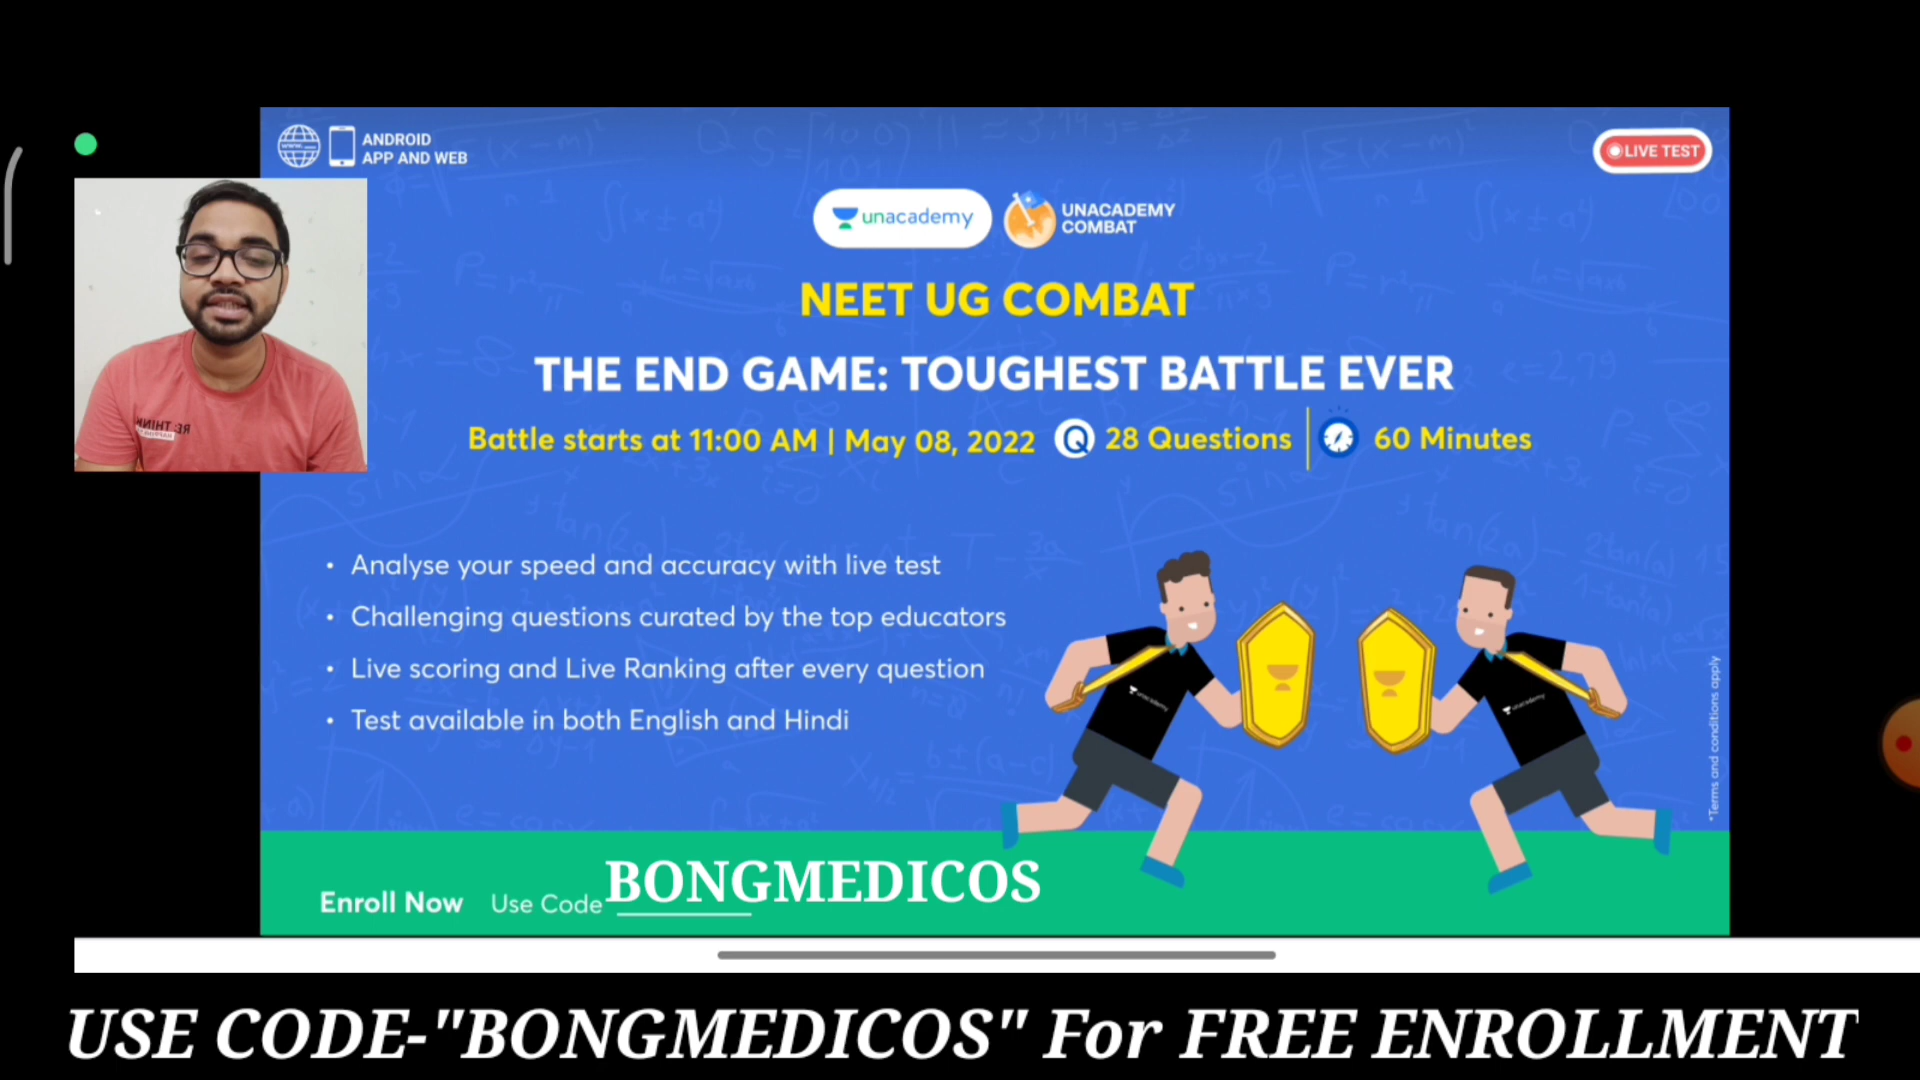 ANDROID
APP AND WEB
LIVE TEST
unacademy
UNACADEMY
COMBAT
NEET UG COMBAT
THE END GAME: TOUGHEST BATTLE EVER
Battle starts at 11:00 AM | May 08, 2022
28 Questions
60 Minutes
RE: THINK
• Analyse your speed and accuracy with live test
• Challenging questions curated by the top educators
• Live scoring and Live Ranking after every question
• Test available in both English and Hindi
unacademy
unacademy
*Terms and conditions apply
Enroll Now Use Code BONGMEDICOS
USE CODE-"BONGMEDICOS" For FREE ENROLLMENT